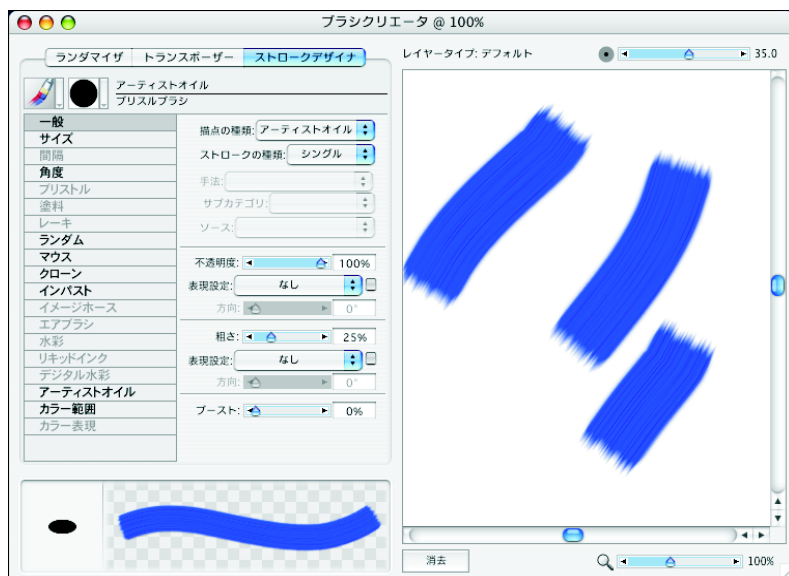 ブラシクリエータ @ 100%
ランダマイザ トランスポーザー ストロークデザイナ
アーティストオイル
ブリスルブラシ
一般
サイズ
間隔
角度
ブリストル
塗料
レーキ
ランダム
マウス
クローン
インパスト
イメージホース
エアブラシ
水彩
リキッドインク
デジタル水彩
アーティストオイル
カラー範囲
カラー表現
描点の種類: アーティストオイル
ストロークの種類: シングル
手法:
サブカテゴリ:
ソース:
不透明度: 100%
表現設定: なし
方向: 0°
粗さ: 25%
表現設定: なし
方向: 0°
ブースト: 0%
レイヤータイプ: デフォルト 35.0
消去 100%